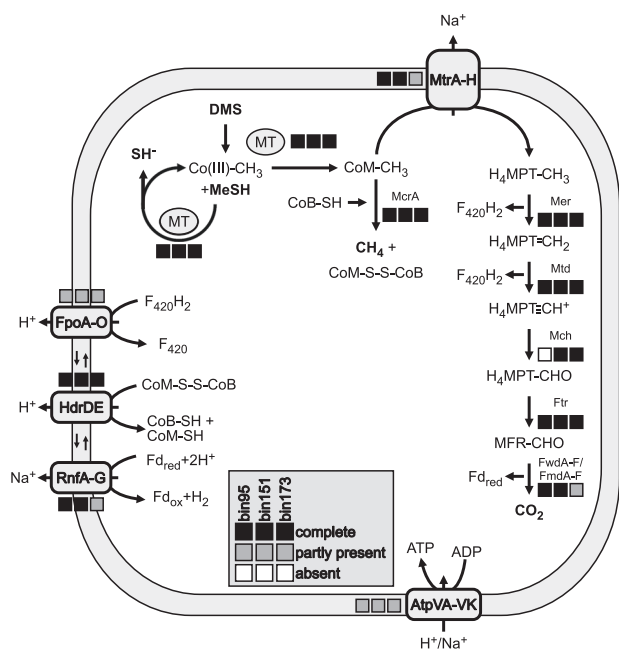 Na⁺
MtrA-H
DMS
MT
SH⁻
Co(III)-CH₃
+MeSH
MT
CoM-CH₃
CoB-SH
McrA
CH₄ +
CoM-S-S-CoB
H₄MPT-CH₃
F₄₂₀H₂
Mer
H₄MPT=CH₂
F₄₂₀H₂
Mtd
H₄MPT≡CH⁺
Mch
H₄MPT-CHO
Ftr
MFR-CHO
FwdA-F/
FmdA-F
Fd_red
CO₂
F₄₂₀H₂
H⁺
FpoA-O
F₄₂₀
CoM-S-S-CoB
H⁺
HdrDE
CoB-SH +
CoM-SH
Fd_red+2H⁺
Na⁺
RnfA-G
Fd_ox+H₂
bin95
bin151
bin173
complete
partly present
absent
ATP
ADP
AtpVA-VK
H⁺/Na⁺